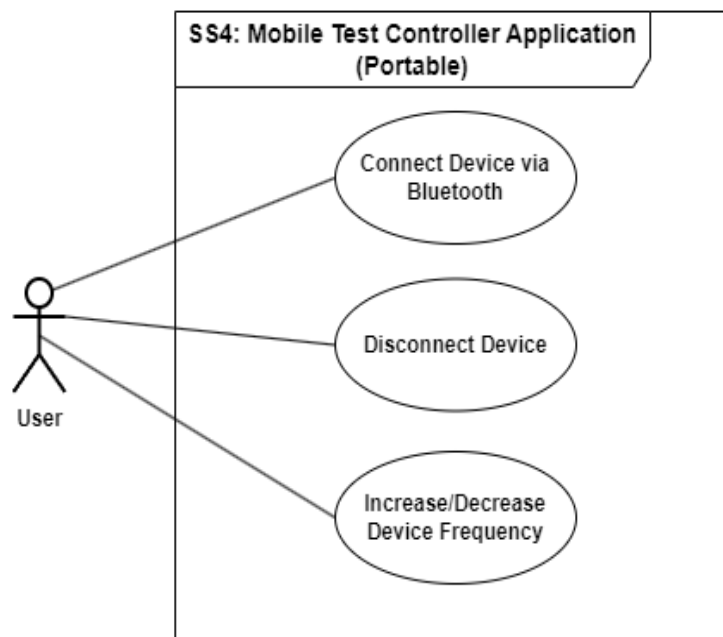 SS4: Mobile Test Controller Application
(Portable)
Connect Device via
Bluetooth
Disconnect Device
User
Increase/Decrease
Device Frequency